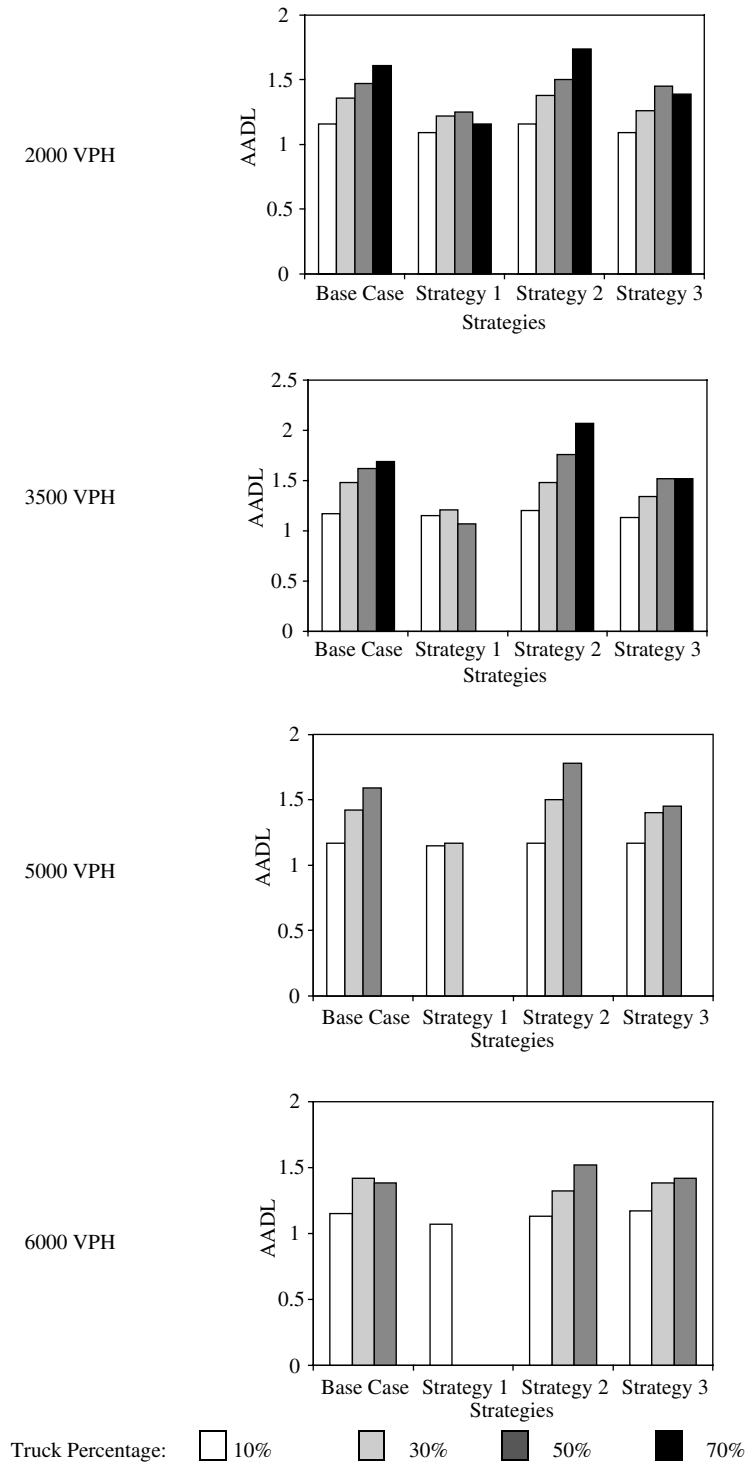 2000 VPH
AADL
2
1.5
1
0.5
0
Base Case Strategy 1 Strategy 2 Strategy 3
Strategies
3500 VPH
AADL
2.5
2
1.5
1
0.5
0
Base Case Strategy 1 Strategy 2 Strategy 3
Strategies
5000 VPH
AADL
2
1.5
1
0.5
0
Base Case Strategy 1 Strategy 2 Strategy 3
Strategies
6000 VPH
AADL
2
1.5
1
0.5
0
Base Case Strategy 1 Strategy 2 Strategy 3
Strategies
Truck Percentage: 10% 30% 50% 70%